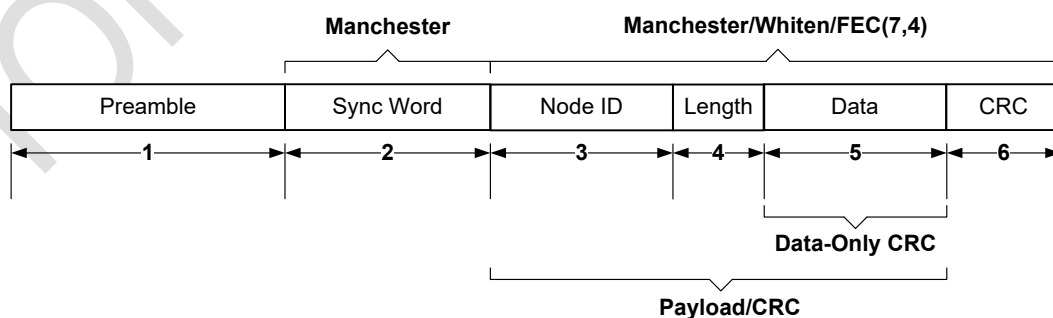 Manchester
Manchester/Whiten/FEC(7,4)
Preamble
Sync Word
Node ID
Length
Data
CRC
1
2
3
4
5
6
Data-Only CRC
Payload/CRC